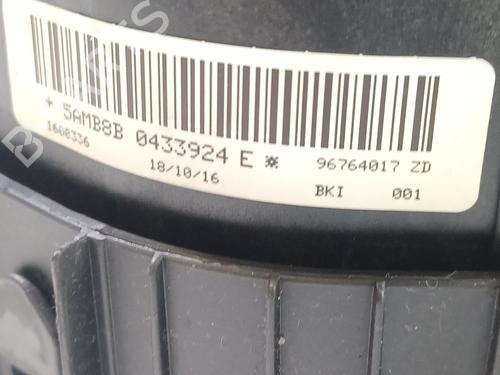 + 5AMB8B 0433924 E *
1608336
18/10/16
96764017 ZD
BKI 001